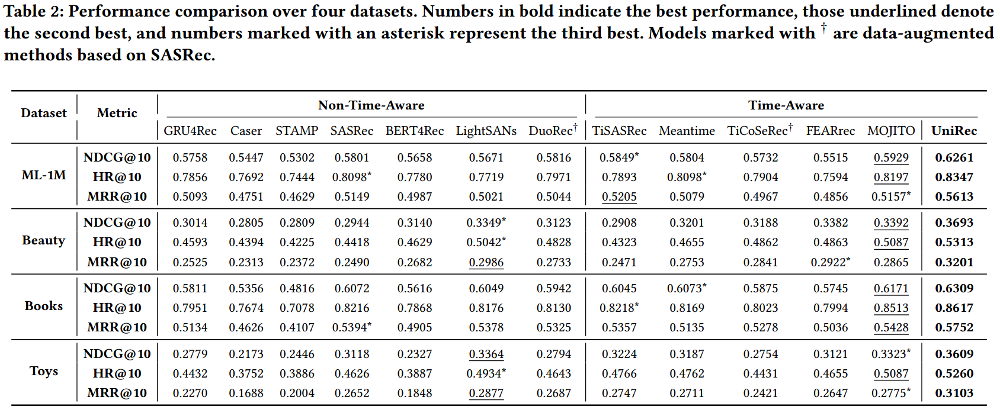 Table 2: Performance comparison over four datasets. Numbers in bold indicate the best performance, those underlined denote
the second best, and numbers marked with an asterisk represent the third best. Models marked with † are data-augmented
methods based on SASRec.
Dataset Metric Non-Time-Aware Time-Aware
GRU4Rec Caser STAMP SASRec BERT4Rec LightSANs DuoRec† TiSASRec Meantime TiCoSeRec† FEARrec MOJITO UniRec
ML-1M NDCG@10 0.5758 0.5447 0.5302 0.5801 0.5658 0.5671 0.5816 0.5849* 0.5804 0.5732 0.5515 0.5929 0.6261
HR@10 0.7856 0.7692 0.7444 0.8098* 0.7780 0.7719 0.7971 0.7893 0.8098* 0.7904 0.7594 0.8197 0.8347
MRR@10 0.5093 0.4751 0.4629 0.5149 0.4987 0.5021 0.5044 0.5205 0.5079 0.4967 0.4856 0.5157* 0.5613
Beauty NDCG@10 0.3014 0.2805 0.2809 0.2944 0.3140 0.3349* 0.3123 0.2908 0.3201 0.3188 0.3382 0.3392 0.3693
HR@10 0.4593 0.4394 0.4225 0.4418 0.4629 0.5042* 0.4828 0.4323 0.4655 0.4862 0.4863 0.5087 0.5313
MRR@10 0.2525 0.2313 0.2372 0.2490 0.2682 0.2986 0.2733 0.2471 0.2753 0.2841 0.2922* 0.2865 0.3201
Books NDCG@10 0.5811 0.5356 0.4816 0.6072 0.5616 0.6049 0.5942 0.6045 0.6073* 0.5875 0.5745 0.6171 0.6309
HR@10 0.7951 0.7674 0.7078 0.8216 0.7868 0.8176 0.8130 0.8218* 0.8169 0.8023 0.7994 0.8513 0.8617
MRR@10 0.5134 0.4626 0.4107 0.5394* 0.4905 0.5378 0.5325 0.5357 0.5135 0.5278 0.5036 0.5428 0.5752
Toys NDCG@10 0.2779 0.2173 0.2446 0.3118 0.2327 0.3364 0.2794 0.3224 0.3187 0.2754 0.3121 0.3323* 0.3609
HR@10 0.4432 0.3752 0.3886 0.4626 0.3887 0.4934* 0.4643 0.4766 0.4762 0.4431 0.4655 0.5087 0.5260
MRR@10 0.2270 0.1688 0.2004 0.2652 0.1848 0.2877 0.2687 0.2747 0.2711 0.2421 0.2647 0.2775* 0.3103